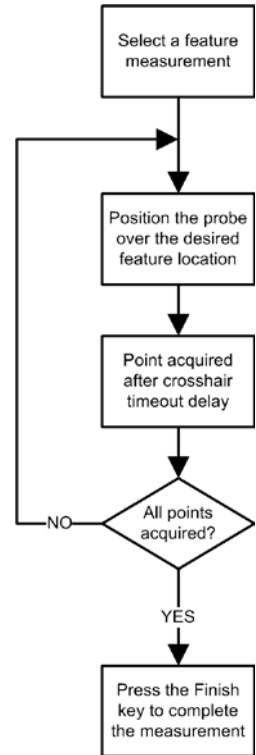 Select a feature
measurement
Position the probe
over the desired
feature location
Point acquired
after crosshair
timeout delay
All points
acquired?
NO
YES
Press the Finish
key to complete
the measurement